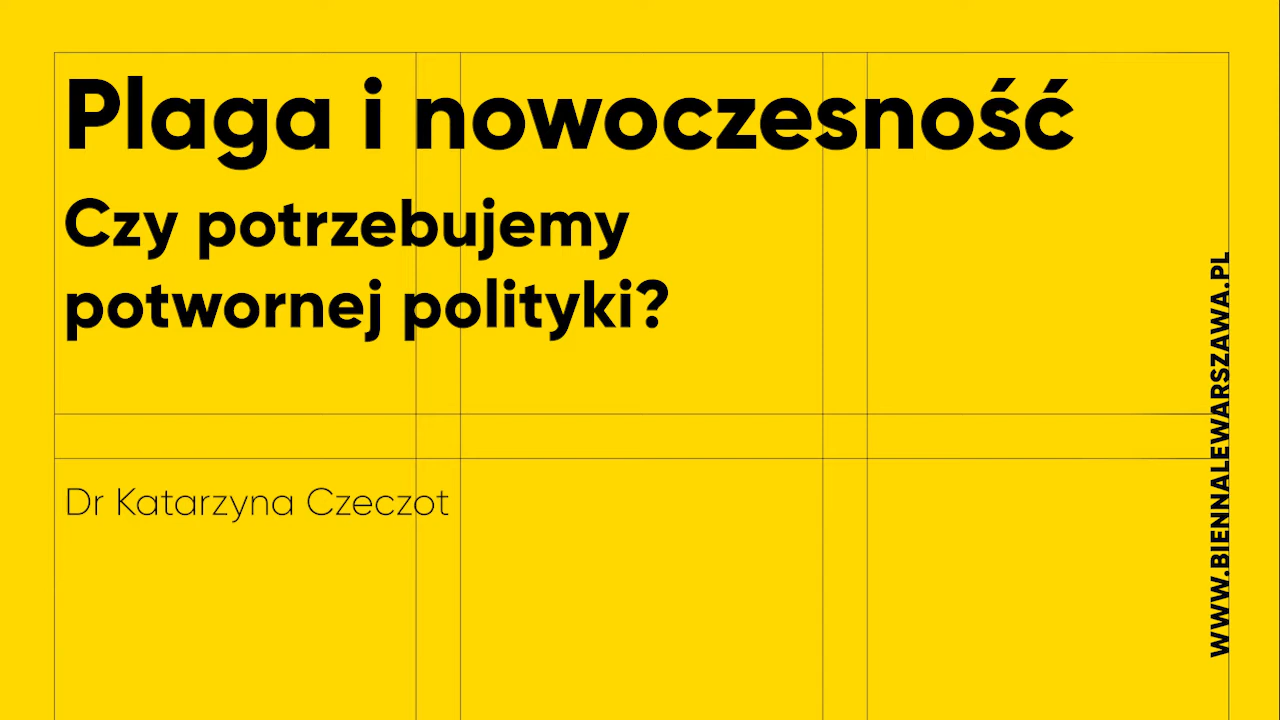 Plaga i nowoczesność
Czy potrzebujemy
potwornej polityki?
Dr Katarzyna Czeczot
WWW.BIENNALEWARSZAWA.PL